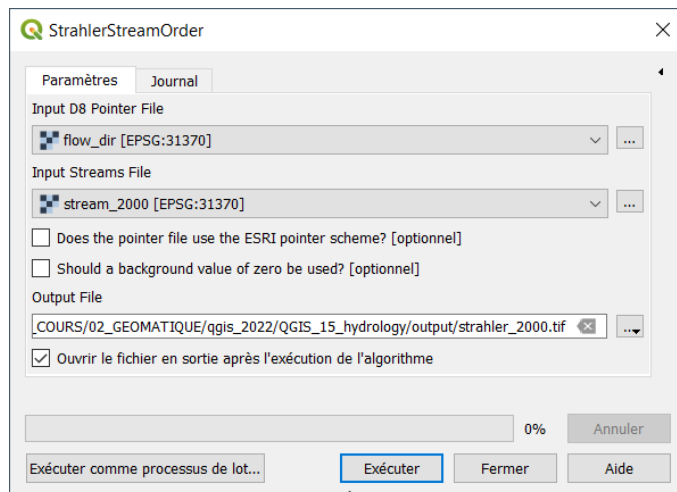 StrahlerStreamOrder
Paramètres
Journal
Input D8 Pointer File
flow_dir [EPSG:31370]
...
Input Streams File
stream_2000 [EPSG:31370]
...
Does the pointer file use the ESRI pointer scheme? [optionnel]
Should a background value of zero be used? [optionnel]
Output File
_COURS/02_GEOMATIQUE/qgis_2022/QGIS_15_hydrology/output/strahler_2000.tif
...
Ouvrir le fichier en sortie après l'exécution de l'algorithme
0%
Annuler
Exécuter comme processus de lot...
Exécuter
Fermer
Aide